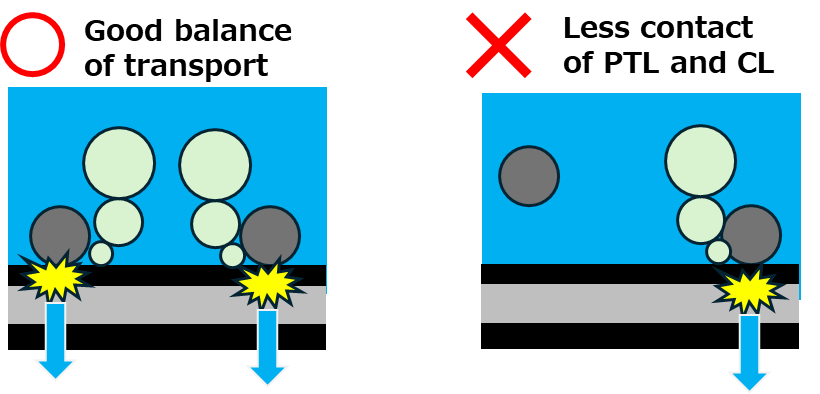 Good balance
of transport
Less contact
of PTL and CL